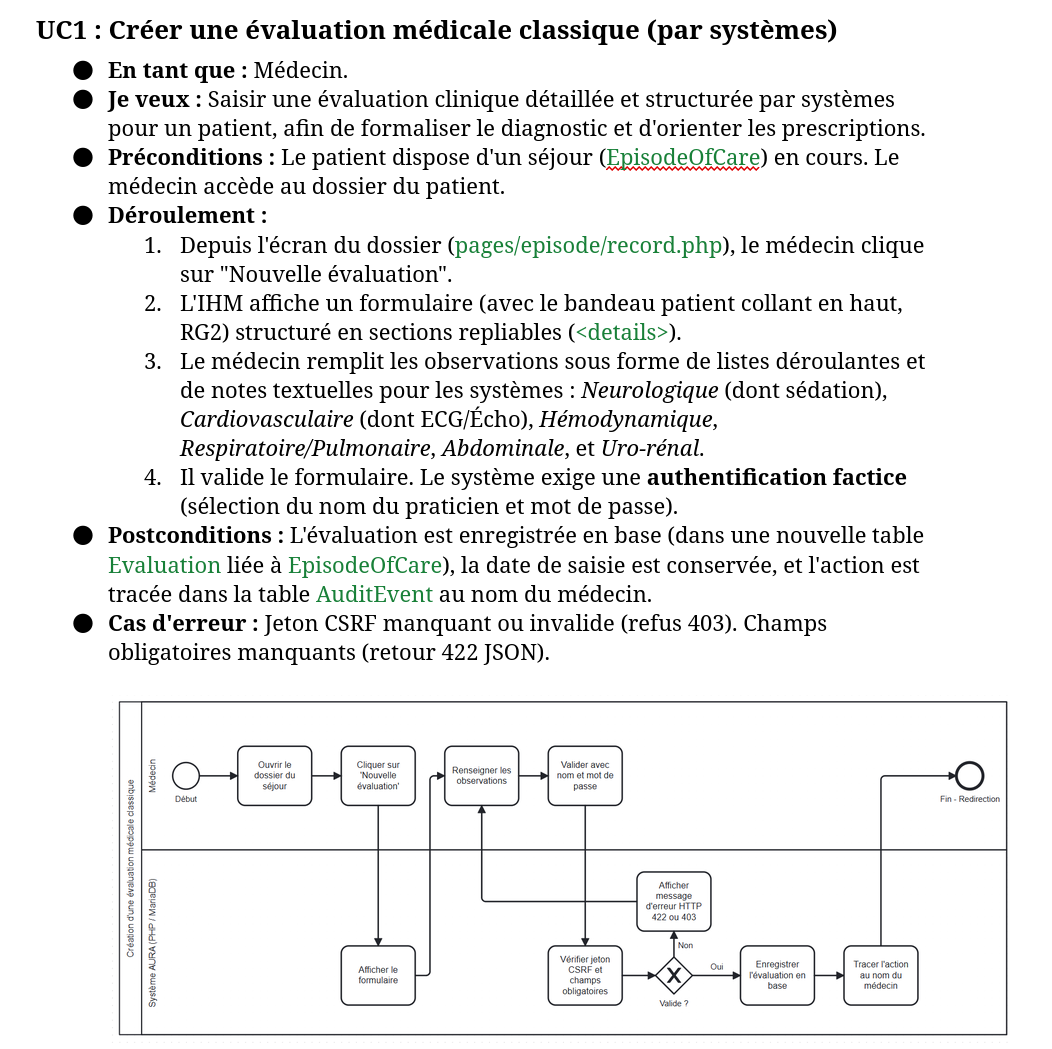 UC1 : Créer une évaluation médicale classique (par systèmes)
● En tant que : Médecin.
● Je veux : Saisir une évaluation clinique détaillée et structurée par systèmes
pour un patient, afin de formaliser le diagnostic et d'orienter les prescriptions.
● Préconditions : Le patient dispose d'un séjour (EpisodeOfCare) en cours. Le
médecin accède au dossier du patient.
● Déroulement :
1. Depuis l'écran du dossier (pages/episode/record.php), le médecin clique
sur "Nouvelle évaluation".
2. L'IHM affiche un formulaire (avec le bandeau patient collant en haut,
RG2) structuré en sections repliables (<details>).
3. Le médecin remplit les observations sous forme de listes déroulantes et
de notes textuelles pour les systèmes : Neurologique (dont sédation),
Cardiovasculaire (dont ECG/Écho), Hémodynamique,
Respiratoire/Pulmonaire, Abdominale, et Uro-rénal.
4. Il valide le formulaire. Le système exige une authentification factice
(sélection du nom du praticien et mot de passe).
● Postconditions : L'évaluation est enregistrée en base (dans une nouvelle table
Evaluation liée à EpisodeOfCare), la date de saisie est conservée, et l'action est
tracée dans la table AuditEvent au nom du médecin.
● Cas d'erreur : Jeton CSRF manquant ou invalide (refus 403). Champs
obligatoires manquants (retour 422 JSON).
Création d'une évaluation médicale classique
Médecin
Début
Ouvrir le
dossier du
séjour
Cliquer sur
'Nouvelle
évaluation'
Renseigner les
observations
Valider avec
nom et mot de
passe
Fin - Redirection
Système AURA (PHP / MariaDB)
Afficher le
formulaire
Vérifier jeton
CSRF et
champs
obligatoires
Valide ?
Non
Afficher
message
d'erreur HTTP
422 ou 403
Oui
Enregistrer
l'évaluation en
base
Tracer l'action
au nom du
médecin